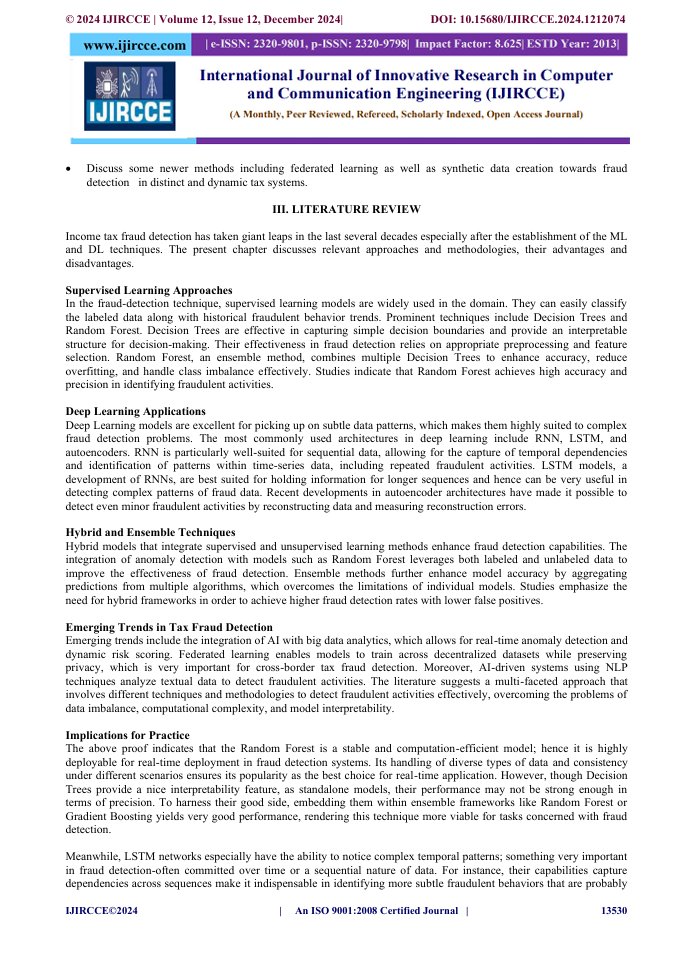 © 2024 IJIRCCE | Volume 12, Issue 12, December 2024|
DOI: 10.15680/IJIRCCE.2024.1212074
www.ijircce.com
| e-ISSN: 2320-9801, p-ISSN: 2320-9798| Impact Factor: 8.625| ESTD Year: 2013|
IJIRCCE
International Journal of Innovative Research in Computer
and Communication Engineering (IJIRCCE)
(A Monthly, Peer Reviewed, Refereed, Scholarly Indexed, Open Access Journal)
• Discuss some newer methods including federated learning as well as synthetic data creation towards fraud
detection in distinct and dynamic tax systems.
III. LITERATURE REVIEW
Income tax fraud detection has taken giant leaps in the last several decades especially after the establishment of the ML
and DL techniques. The present chapter discusses relevant approaches and methodologies, their advantages and
disadvantages.
Supervised Learning Approaches
In the fraud-detection technique, supervised learning models are widely used in the domain. They can easily classify
the labeled data along with historical fraudulent behavior trends. Prominent techniques include Decision Trees and
Random Forest. Decision Trees are effective in capturing simple decision boundaries and provide an interpretable
structure for decision-making. Their effectiveness in fraud detection relies on appropriate preprocessing and feature
selection. Random Forest, an ensemble method, combines multiple Decision Trees to enhance accuracy, reduce
overfitting, and handle class imbalance effectively. Studies indicate that Random Forest achieves high accuracy and
precision in identifying fraudulent activities.
Deep Learning Applications
Deep Learning models are excellent for picking up on subtle data patterns, which makes them highly suited to complex
fraud detection problems. The most commonly used architectures in deep learning include RNN, LSTM, and
autoencoders. RNN is particularly well-suited for sequential data, allowing for the capture of temporal dependencies
and identification of patterns within time-series data, including repeated fraudulent activities. LSTM models, a
development of RNNs, are best suited for holding information for longer sequences and hence can be very useful in
detecting complex patterns of fraud data. Recent developments in autoencoder architectures have made it possible to
detect even minor fraudulent activities by reconstructing data and measuring reconstruction errors.
Hybrid and Ensemble Techniques
Hybrid models that integrate supervised and unsupervised learning methods enhance fraud detection capabilities. The
integration of anomaly detection with models such as Random Forest leverages both labeled and unlabeled data to
improve the effectiveness of fraud detection. Ensemble methods further enhance model accuracy by aggregating
predictions from multiple algorithms, which overcomes the limitations of individual models. Studies emphasize the
need for hybrid frameworks in order to achieve higher fraud detection rates with lower false positives.
Emerging Trends in Tax Fraud Detection
Emerging trends include the integration of AI with big data analytics, which allows for real-time anomaly detection and
dynamic risk scoring. Federated learning enables models to train across decentralized datasets while preserving
privacy, which is very important for cross-border tax fraud detection. Moreover, AI-driven systems using NLP
techniques analyze textual data to detect fraudulent activities. The literature suggests a multi-faceted approach that
involves different techniques and methodologies to detect fraudulent activities effectively, overcoming the problems of
data imbalance, computational complexity, and model interpretability.
Implications for Practice
The above proof indicates that the Random Forest is a stable and computation-efficient model; hence it is highly
deployable for real-time deployment in fraud detection systems. Its handling of diverse types of data and consistency
under different scenarios ensures its popularity as the best choice for real-time application. However, though Decision
Trees provide a nice interpretability feature, as standalone models, their performance may not be strong enough in
terms of precision. To harness their good side, embedding them within ensemble frameworks like Random Forest or
Gradient Boosting yields very good performance, rendering this technique more viable for tasks concerned with fraud
detection.
Meanwhile, LSTM networks especially have the ability to notice complex temporal patterns; something very important
in fraud detection-often committed over time or a sequential nature of data. For instance, their capabilities capture
dependencies across sequences make it indispensable in identifying more subtle fraudulent behaviors that are probably
IJIRCCE©2024
| An ISO 9001:2008 Certified Journal |
13530